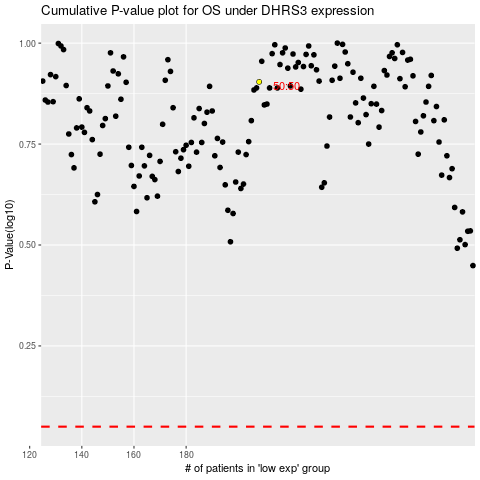 Cumulative P-value plot for OS under DHRS3 expression
P-Value(log10)
1.00
0.75
0.50
0.25
50:50
120 140 160 180
# of patients in 'low exp' group